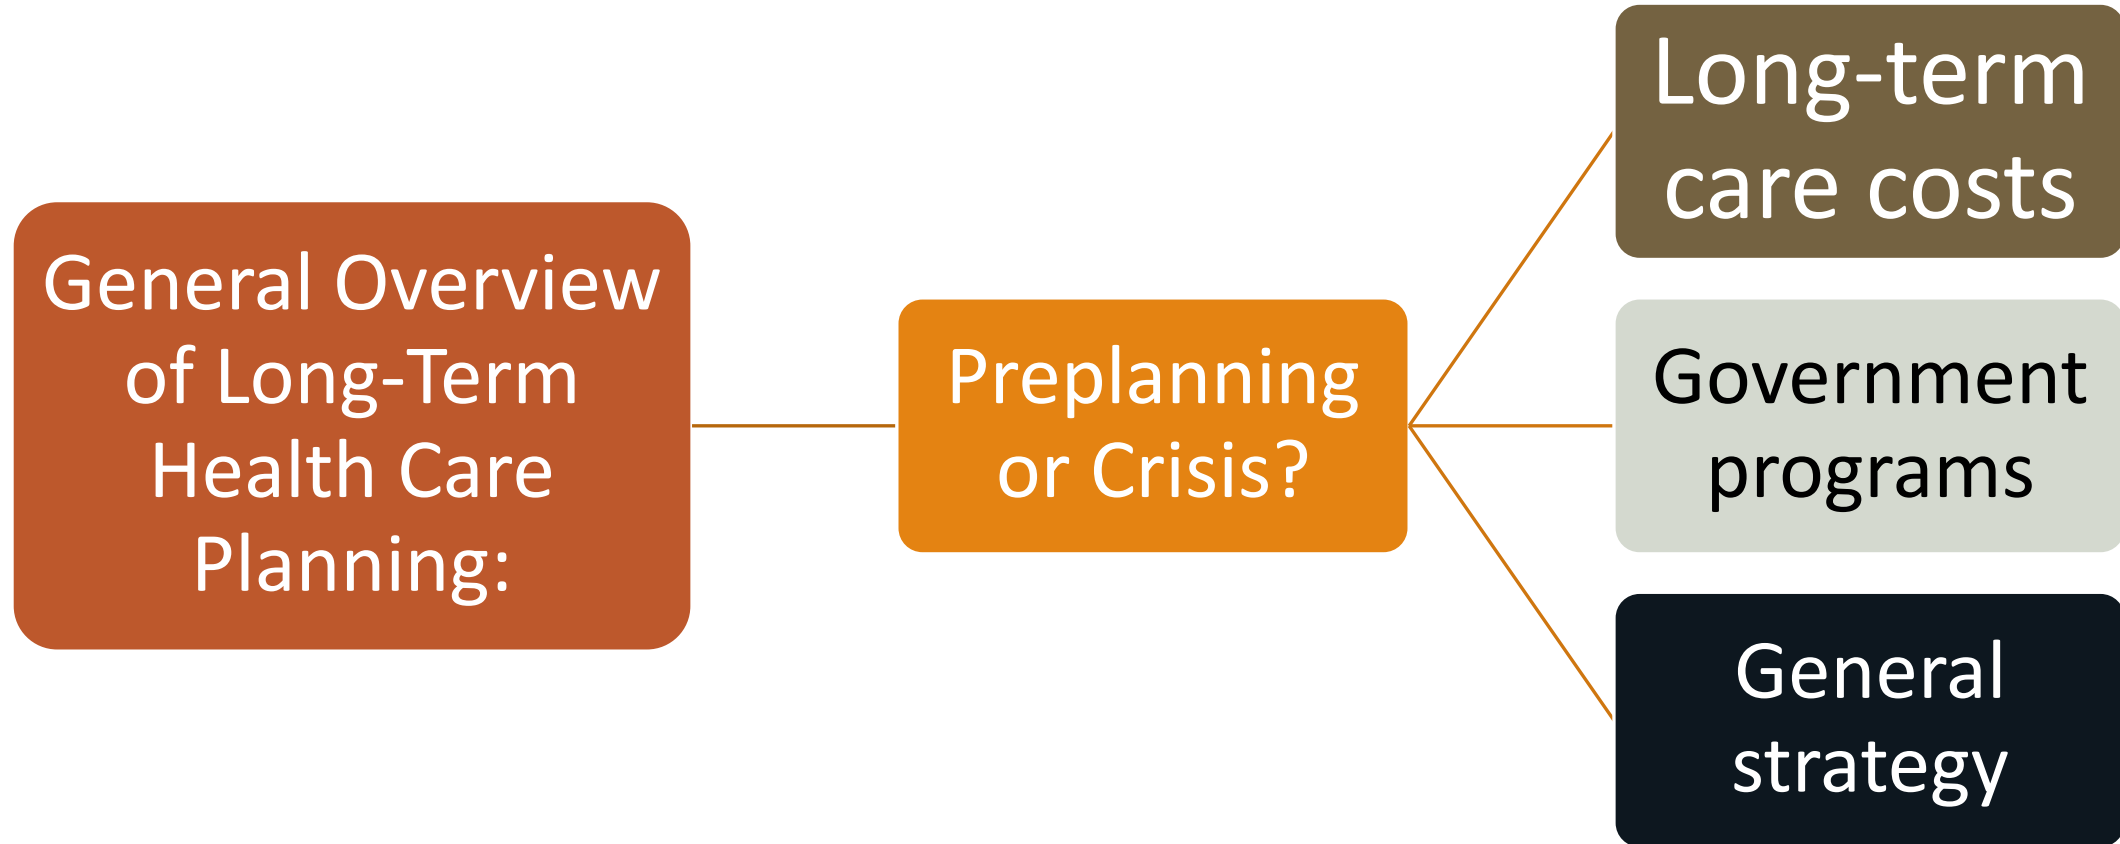 General Overview
of Long-Term
Health Care
Planning:
Preplanning
or Crisis?
Long-term
care costs
Government
programs
General
strategy